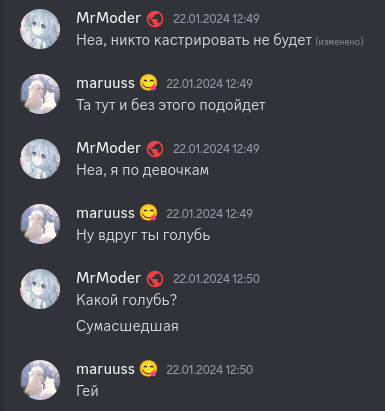 MrModer 22.01.2024 12:49
Неа, никто кастрировать не будет (изменено)
maruuss 😋 22.01.2024 12:49
Та тут и без этого подойдет
MrModer 22.01.2024 12:49
Неа, я по девочкам
maruuss 😋 22.01.2024 12:49
Ну вдруг ты голубь
MrModer 22.01.2024 12:50
Какой голубь?
Сумасшедшая
maruuss 😋 22.01.2024 12:50
Гей